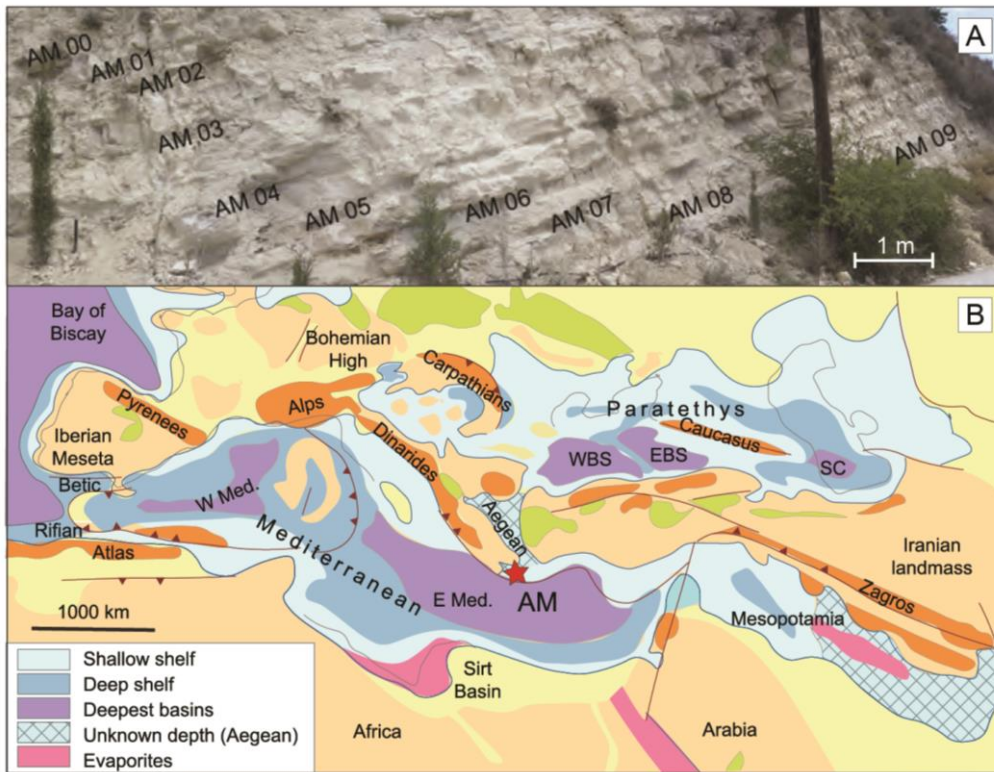 A
AM 00
AM 01
AM 02
AM 03
AM 04
AM 05
AM 06
AM 07
AM 08
AM 09
1 m
B
Bay of
Biscay
Bohemian
High
Carpathians
Pyrenees
Alps
Paratethys
Iberian
Meseta
Dinarides
Caucasus
WBS
EBS
SC
Betic
W Med.
Aegean
Rifian
Atlas
Mediterranean
Iranian
landmass
Zagros
1000 km
E Med.
AM
Mesopotamia
Shallow shelf
Deep shelf
Deepest basins
Unknown depth (Aegean)
Evaporites
Sirt
Basin
Africa
Arabia